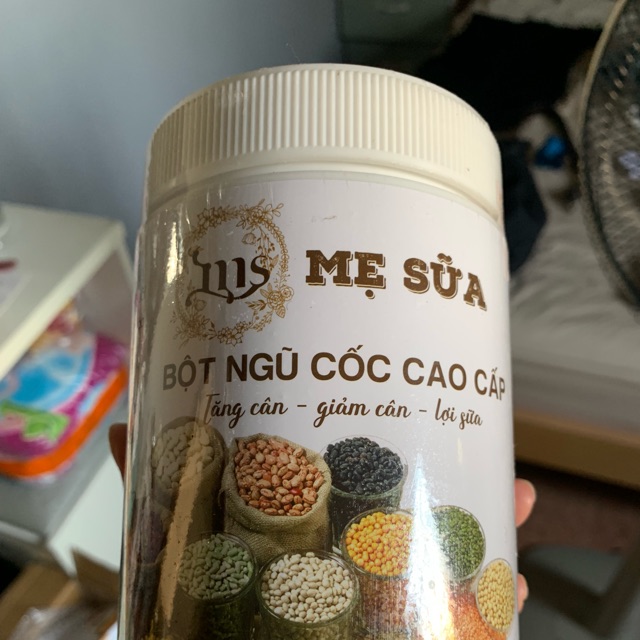 ms MẸ SỮA
BỘT NGŨ CỐC CAO CẤP
Tăng cân - giảm cân - lợi sữa